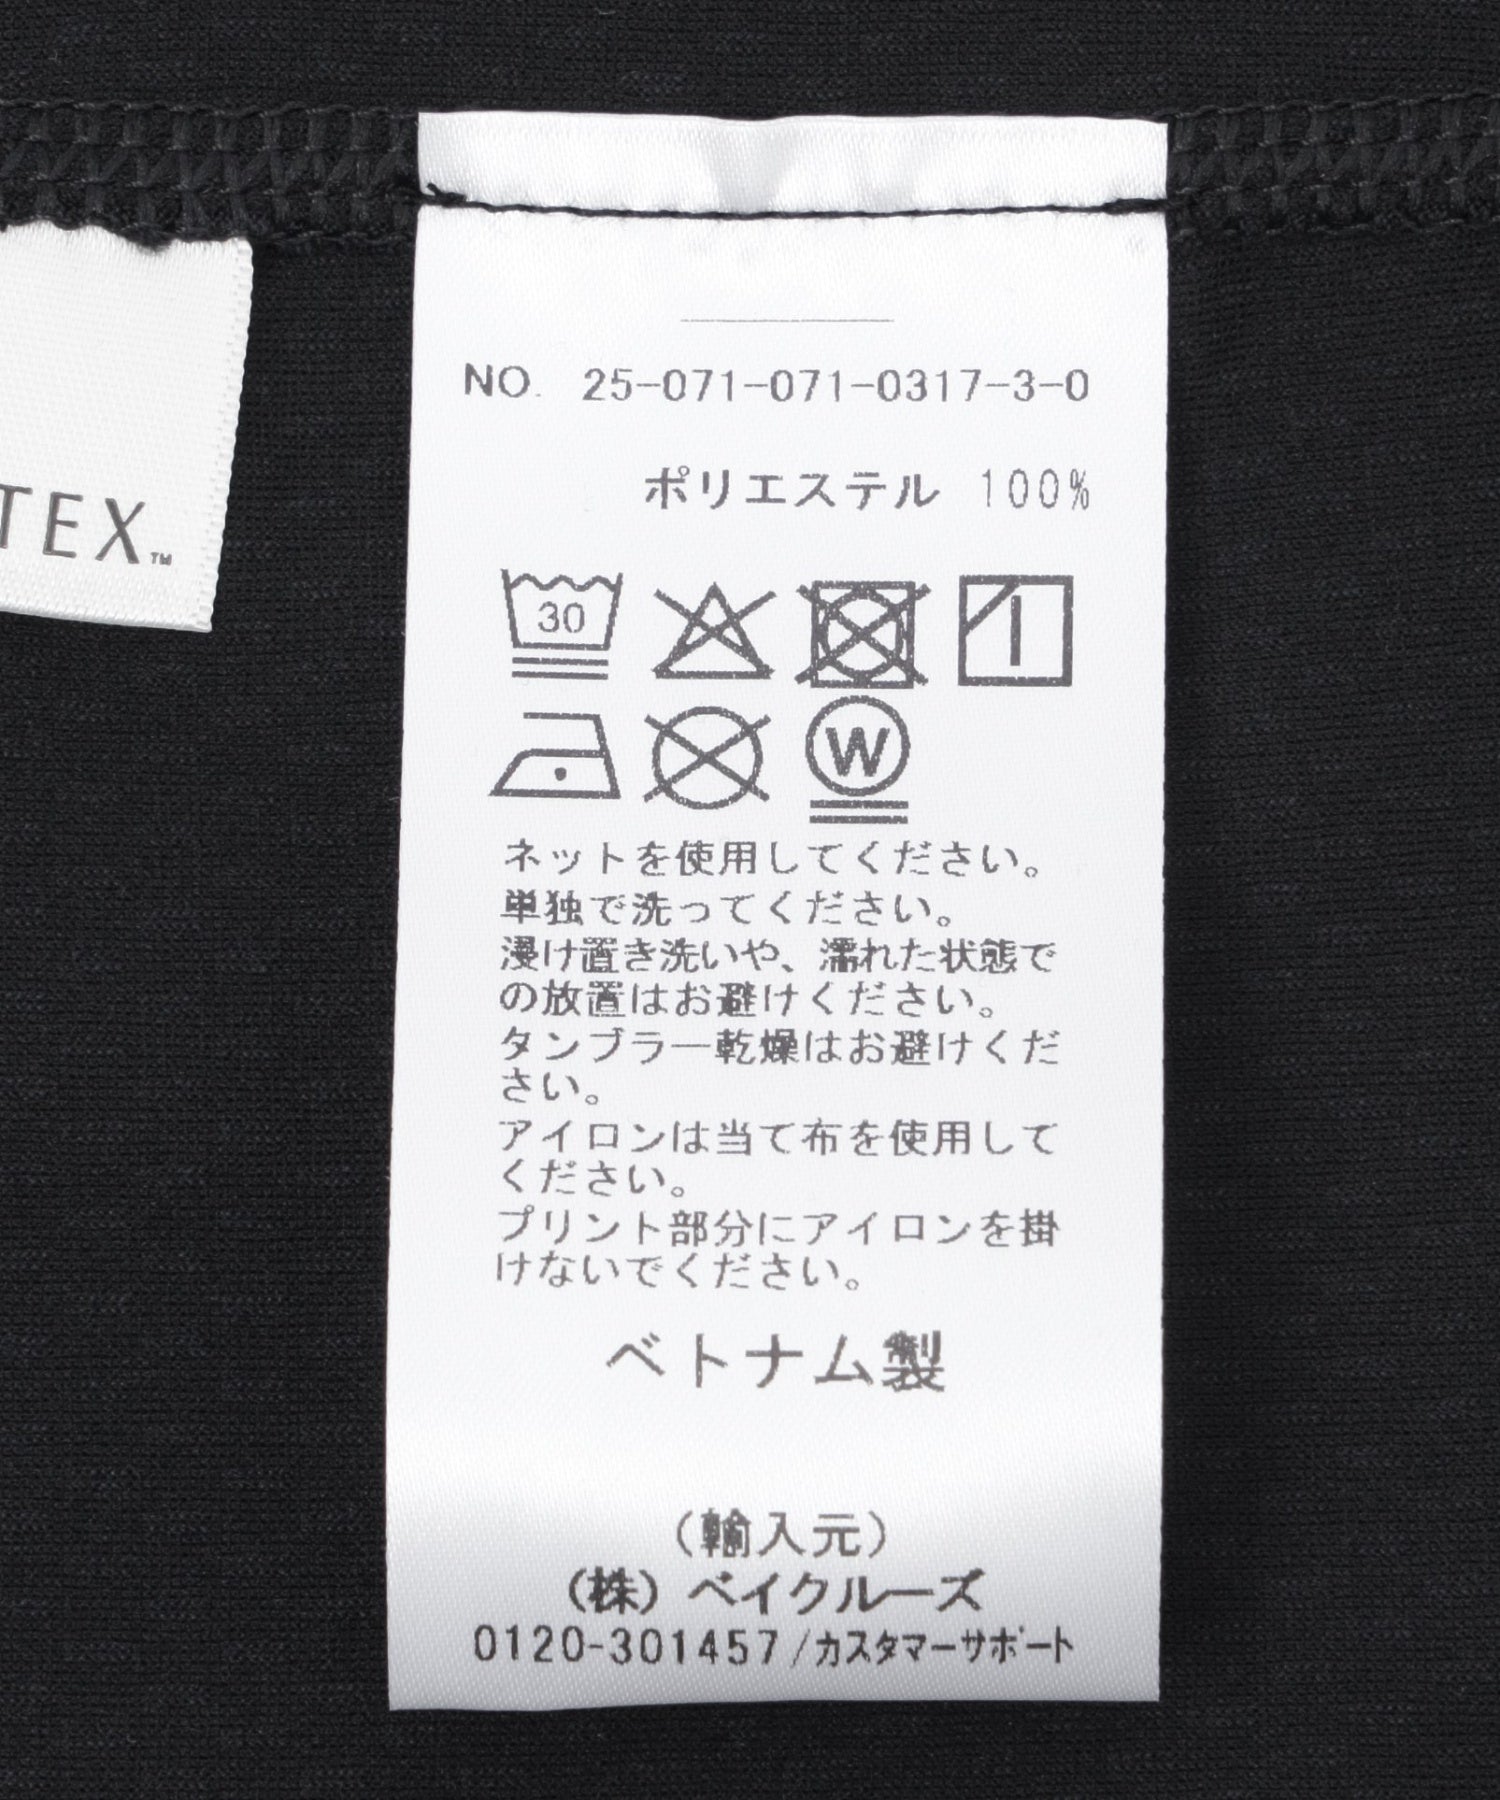 NO. 25-071-071-0317-3-0
ポリエステル 100%
30
W
ネットを使用してください。
単独で洗ってください。
浸け置き洗いや、濡れた状態で
の放置はお避けください。
タンブラー乾燥はお避けくだ
さい。
アイロンは当て布を使用して
ください。
プリント部分にアイロンを掛
けないでください。
ベトナム製
(輸入元)
(株)ベイクルーズ
0120-301457/カスタマーサポート
TEX™